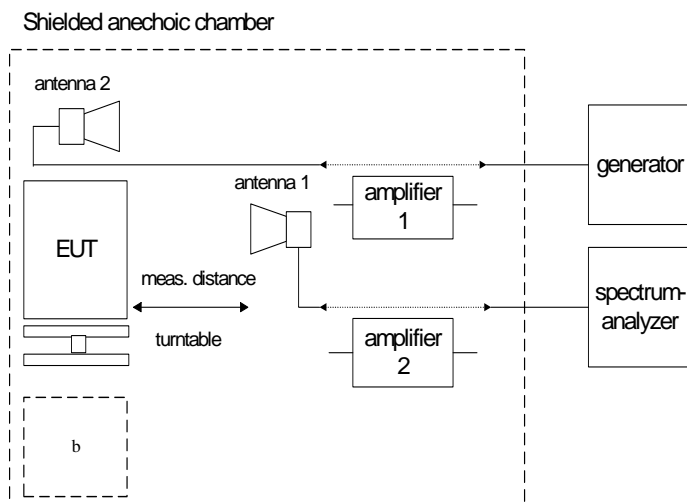 Shielded anechoic chamber
antenna 2
generator
antenna 1
amplifier
1
EUT
meas. distance
spectrum-
analyzer
turntable
amplifier
2
b